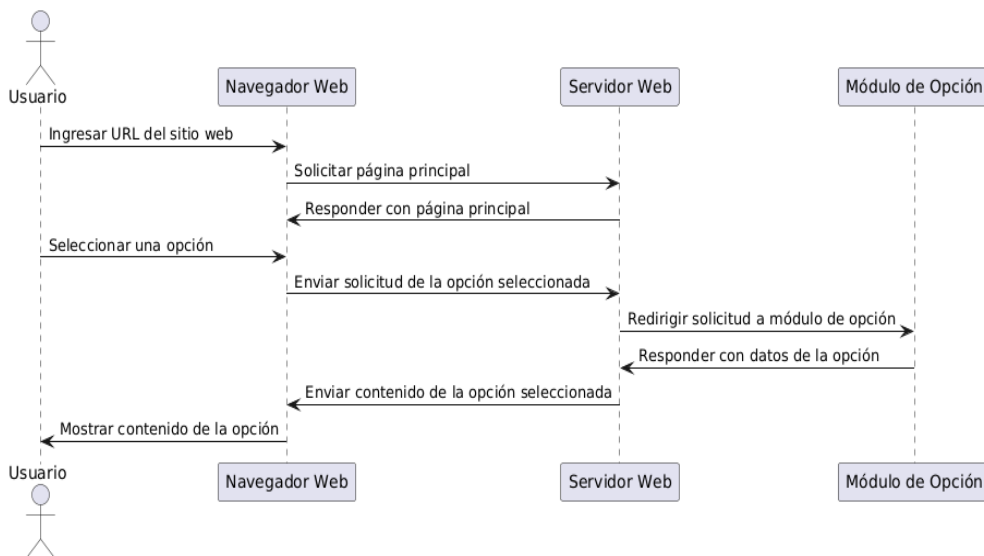 Usuario
Navegador Web
Servidor Web
Módulo de Opción
Ingresar URL del sitio web
Solicitar página principal
Responder con página principal
Seleccionar una opción
Enviar solicitud de la opción seleccionada
Redirigir solicitud a módulo de opción
Responder con datos de la opción
Enviar contenido de la opción seleccionada
Mostrar contenido de la opción
Usuario
Navegador Web
Servidor Web
Módulo de Opción